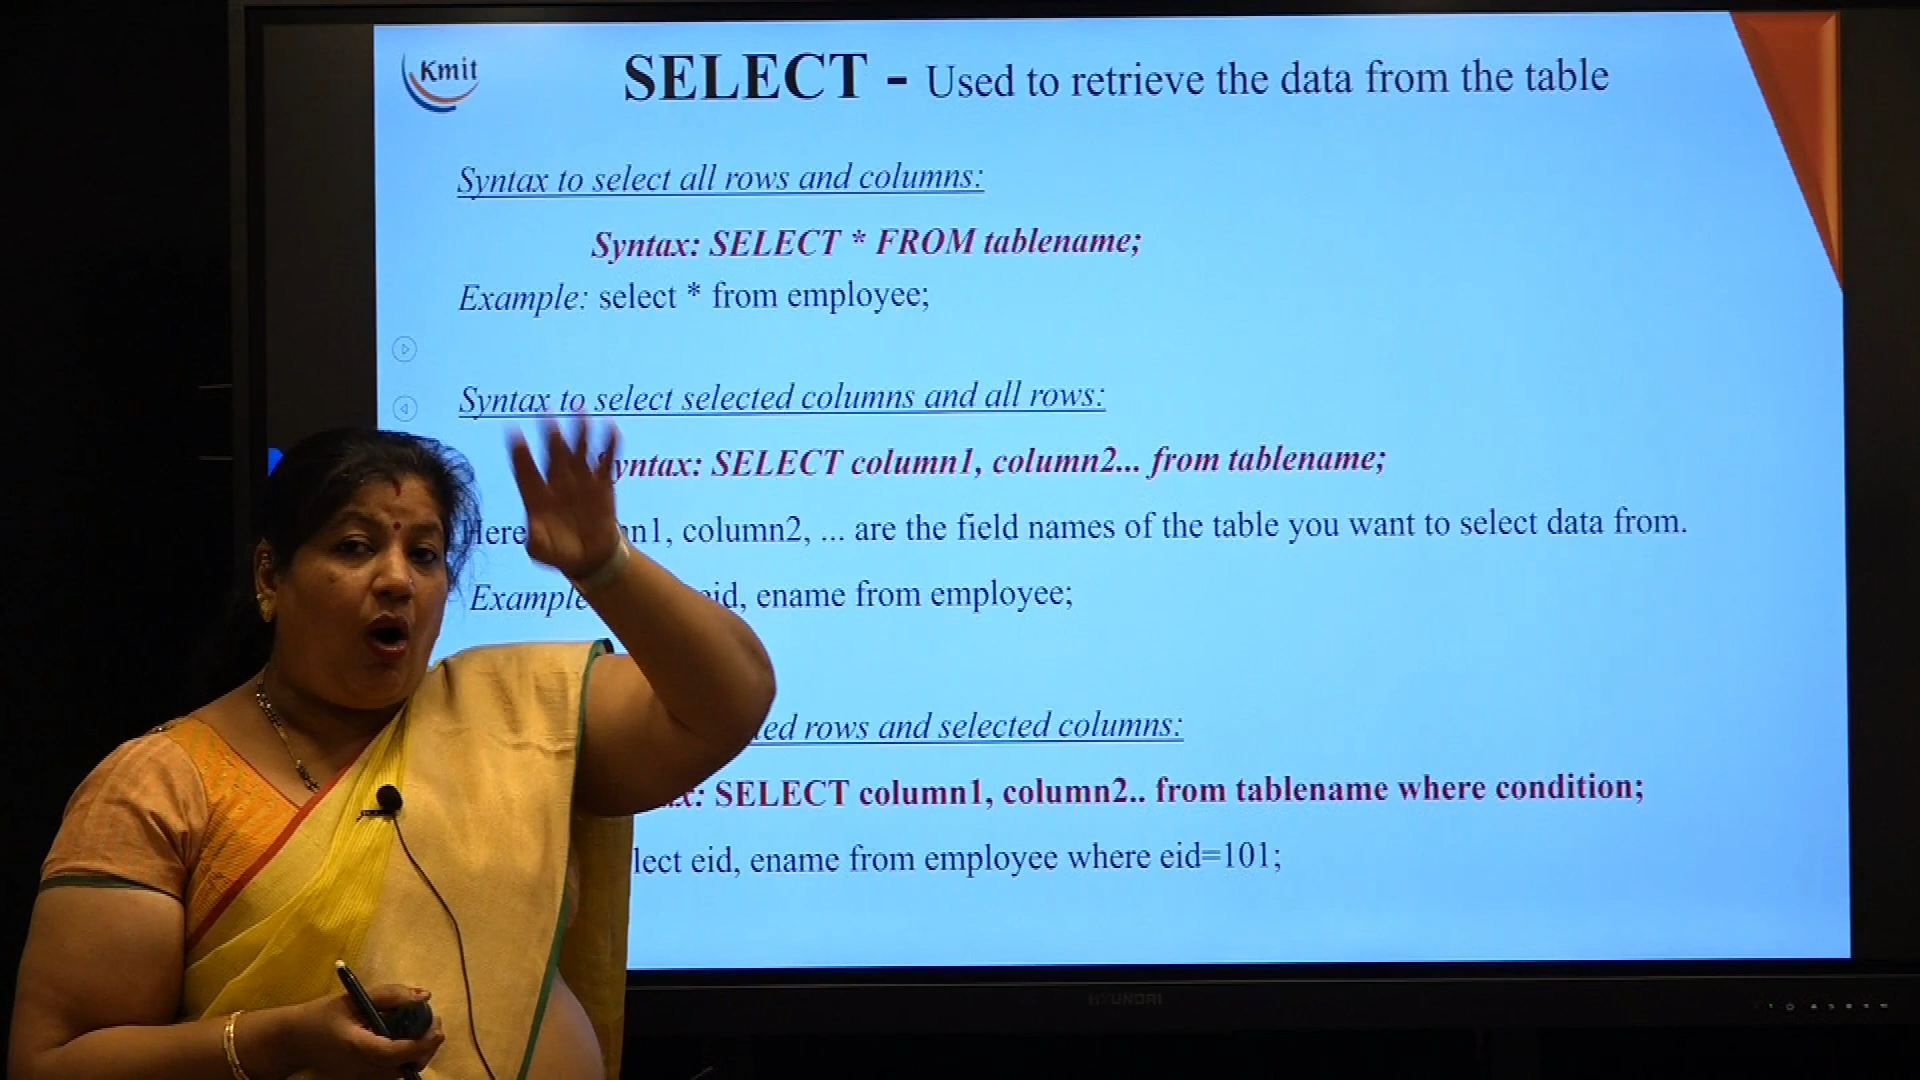 Kmit
SELECT - Used to retrieve the data from the table
Syntax to select all rows and columns:
Syntax: SELECT * FROM tablename;
Example: select * from employee;
Syntax to select selected columns and all rows:
Syntax: SELECT column1, column2... from tablename;
Here n1, column2, ... are the field names of the table you want to select data from.
Example eid, ename from employee;
ed rows and selected columns:
x: SELECT column1, column2.. from tablename where condition;
lect eid, ename from employee where eid=101;
HYUNDAI